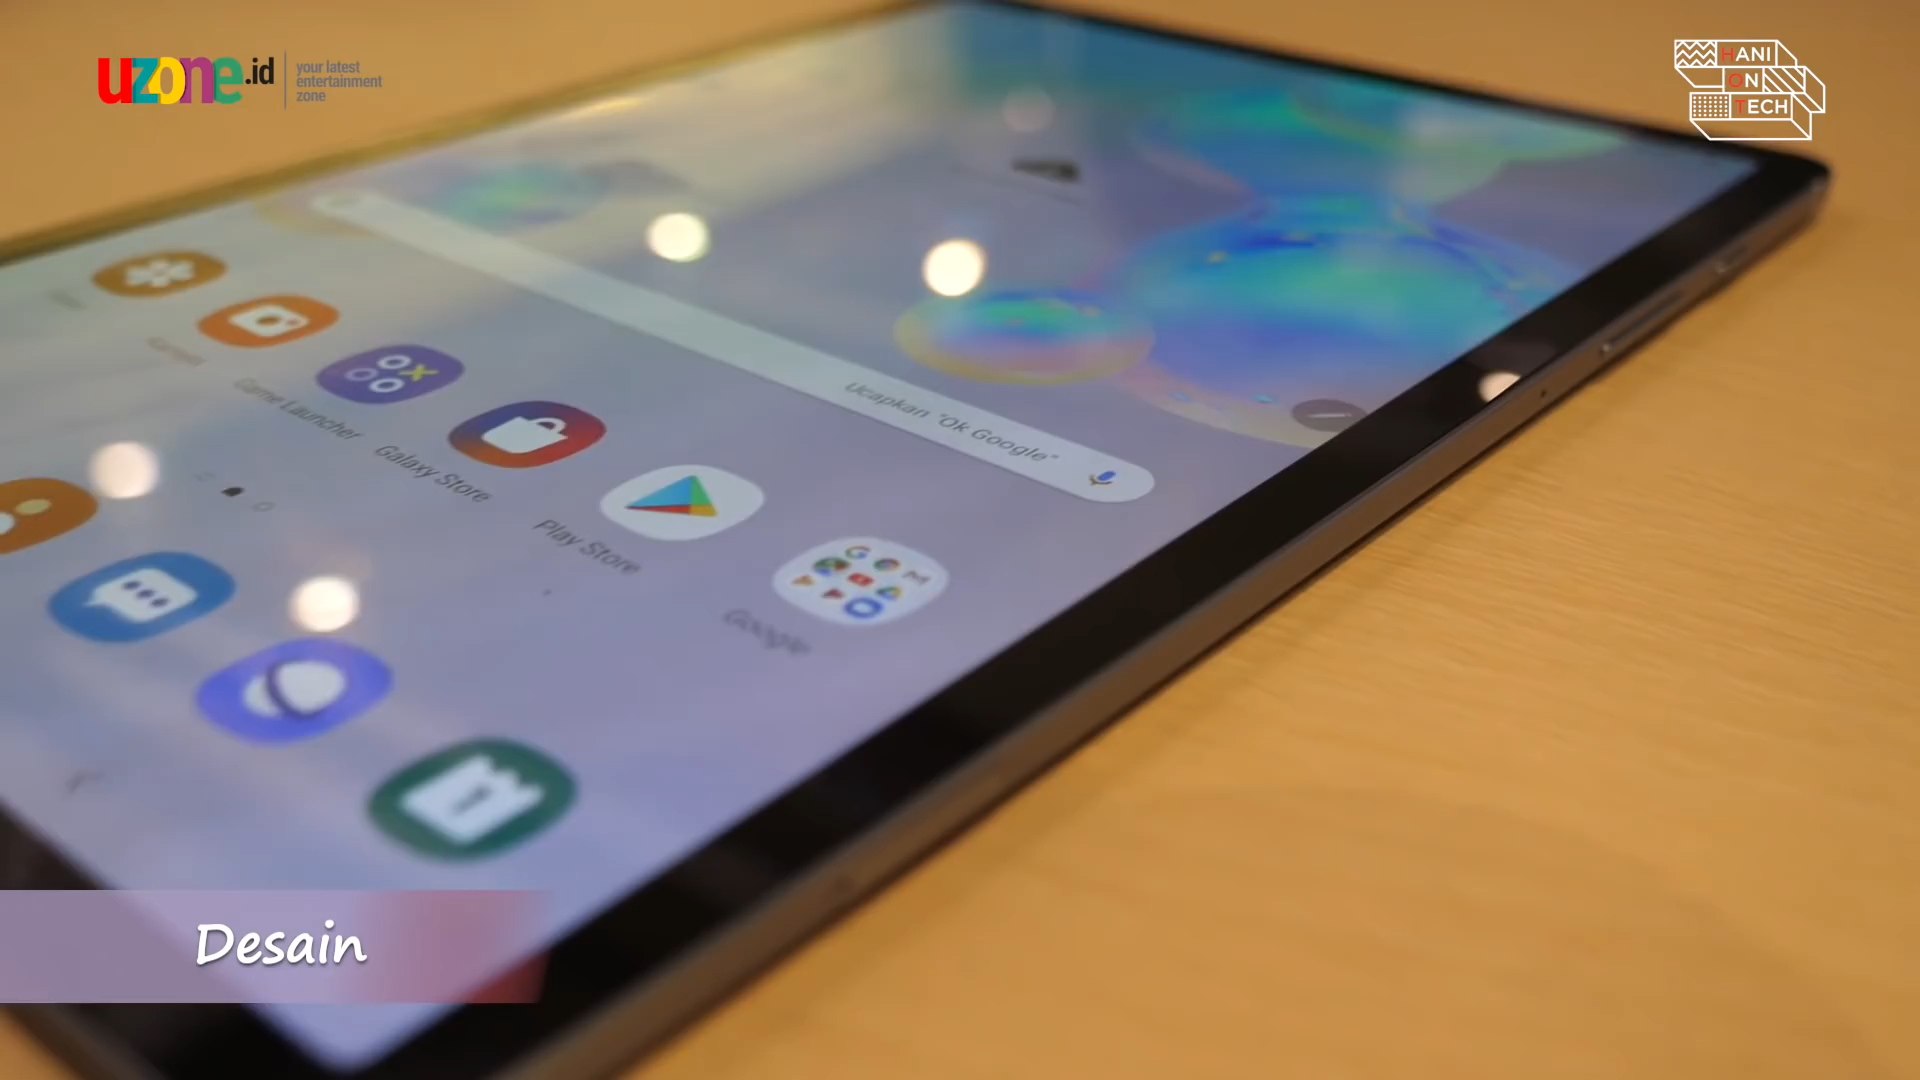 uzone.id
your latest
entertainment
zone
HANI
ON
TECH
Ucapkan "Ok Google"
Game Launcher
Galaxy Store
Play Store
Google
Desain